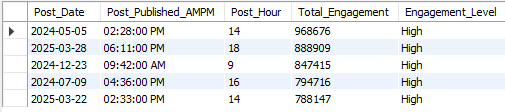 Post_Date Post_Published_AMPM Post_Hour Total_Engagement Engagement_Level
2024-05-05 02:28:00 PM 14 968676 High
2025-03-28 06:11:00 PM 18 888909 High
2024-12-23 09:42:00 AM 9 847415 High
2024-07-09 04:36:00 PM 16 794716 High
2025-03-22 02:33:00 PM 14 788147 High